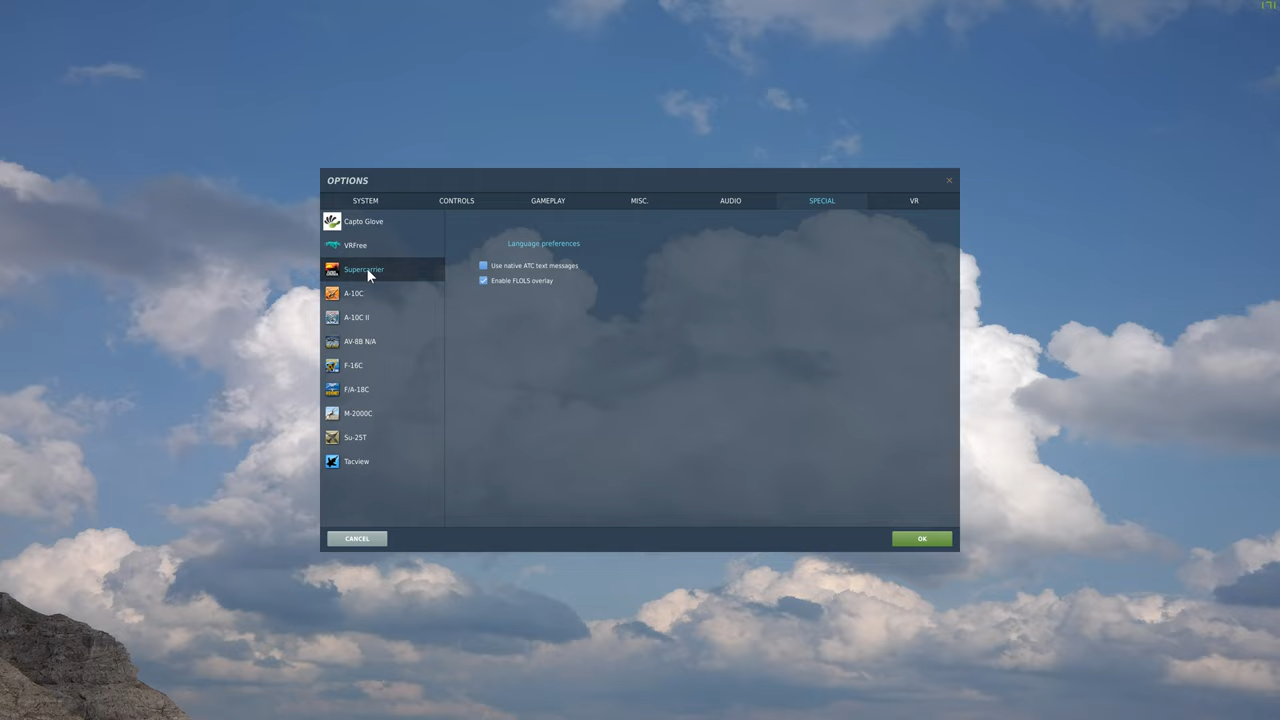 171
OPTIONS
SYSTEM CONTROLS GAMEPLAY MISC. AUDIO SPECIAL VR
Capto Glove
VRFree
Supercarrier
A-10C
A-10C II
AV-8B N/A
F-16C
F/A-18C
M-2000C
Su-25T
Tacview
Language preferences
Use native ATC text messages
Enable FLOLS overlay
CANCEL
OK